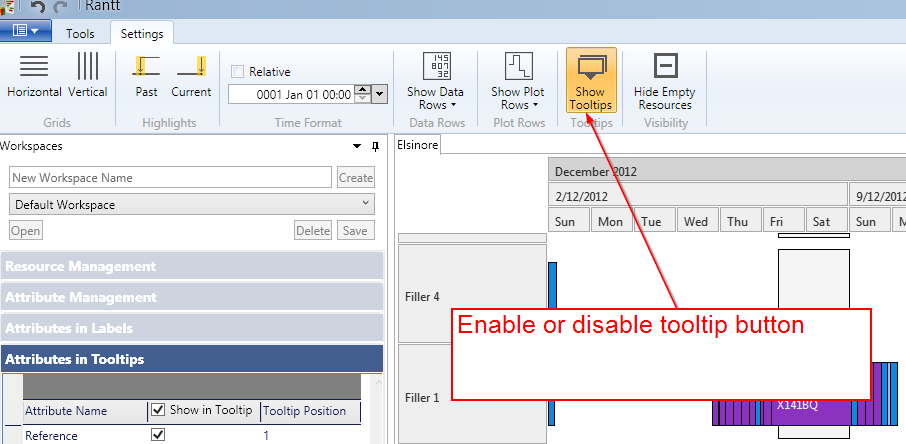 Rantt
Tools Settings
Horizontal Vertical
Grids
Past Current
Highlights
Relative
0001 Jan 01 00:00
Time Format
Show Data
Rows
Data Rows
Show Plot
Rows
Plot Rows
Show
Tooltips
Tooltips
Hide Empty
Resources
Visibility
Workspaces
New Workspace Name Create
Default Workspace
Open Delete Save
Resource Management
Attribute Management
Attributes in Labels
Attributes in Tooltips
Attribute Name Show in Tooltip Tooltip Position
Reference 1
Elsinore
December 2012
2/12/2012 9/12/2012
Sun Mon Tue Wed Thu Fri Sat Sun
Filler 4
Enable or disable tooltip button
Filler 1
X141BQ